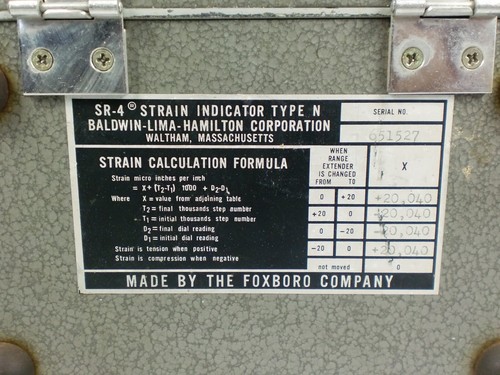 SR-4® STRAIN INDICATOR TYPE N
BALDWIN-LIMA-HAMILTON CORPORATION
WALTHAM, MASSACHUSETTS
SERIAL NO.
651527
STRAIN CALCULATION FORMULA
Strain micro inches per inch
= X + (T2-T1) 1000 + D2-D1
Where X = value from adjoining table
T2 = final thousands step number
T1 = initial thousands step number
D2 = final dial reading
D1 = initial dial reading
Strain is tension when positive
Strain is compression when negative
WHEN RANGE EXTENDER IS CHANGED
FROM TO
X
0 +20 +20,040
+20 0 -20,040
0 -20 -20,040
-20 0 +20,040
not moved 0
MADE BY THE FOXBORO COMPANY